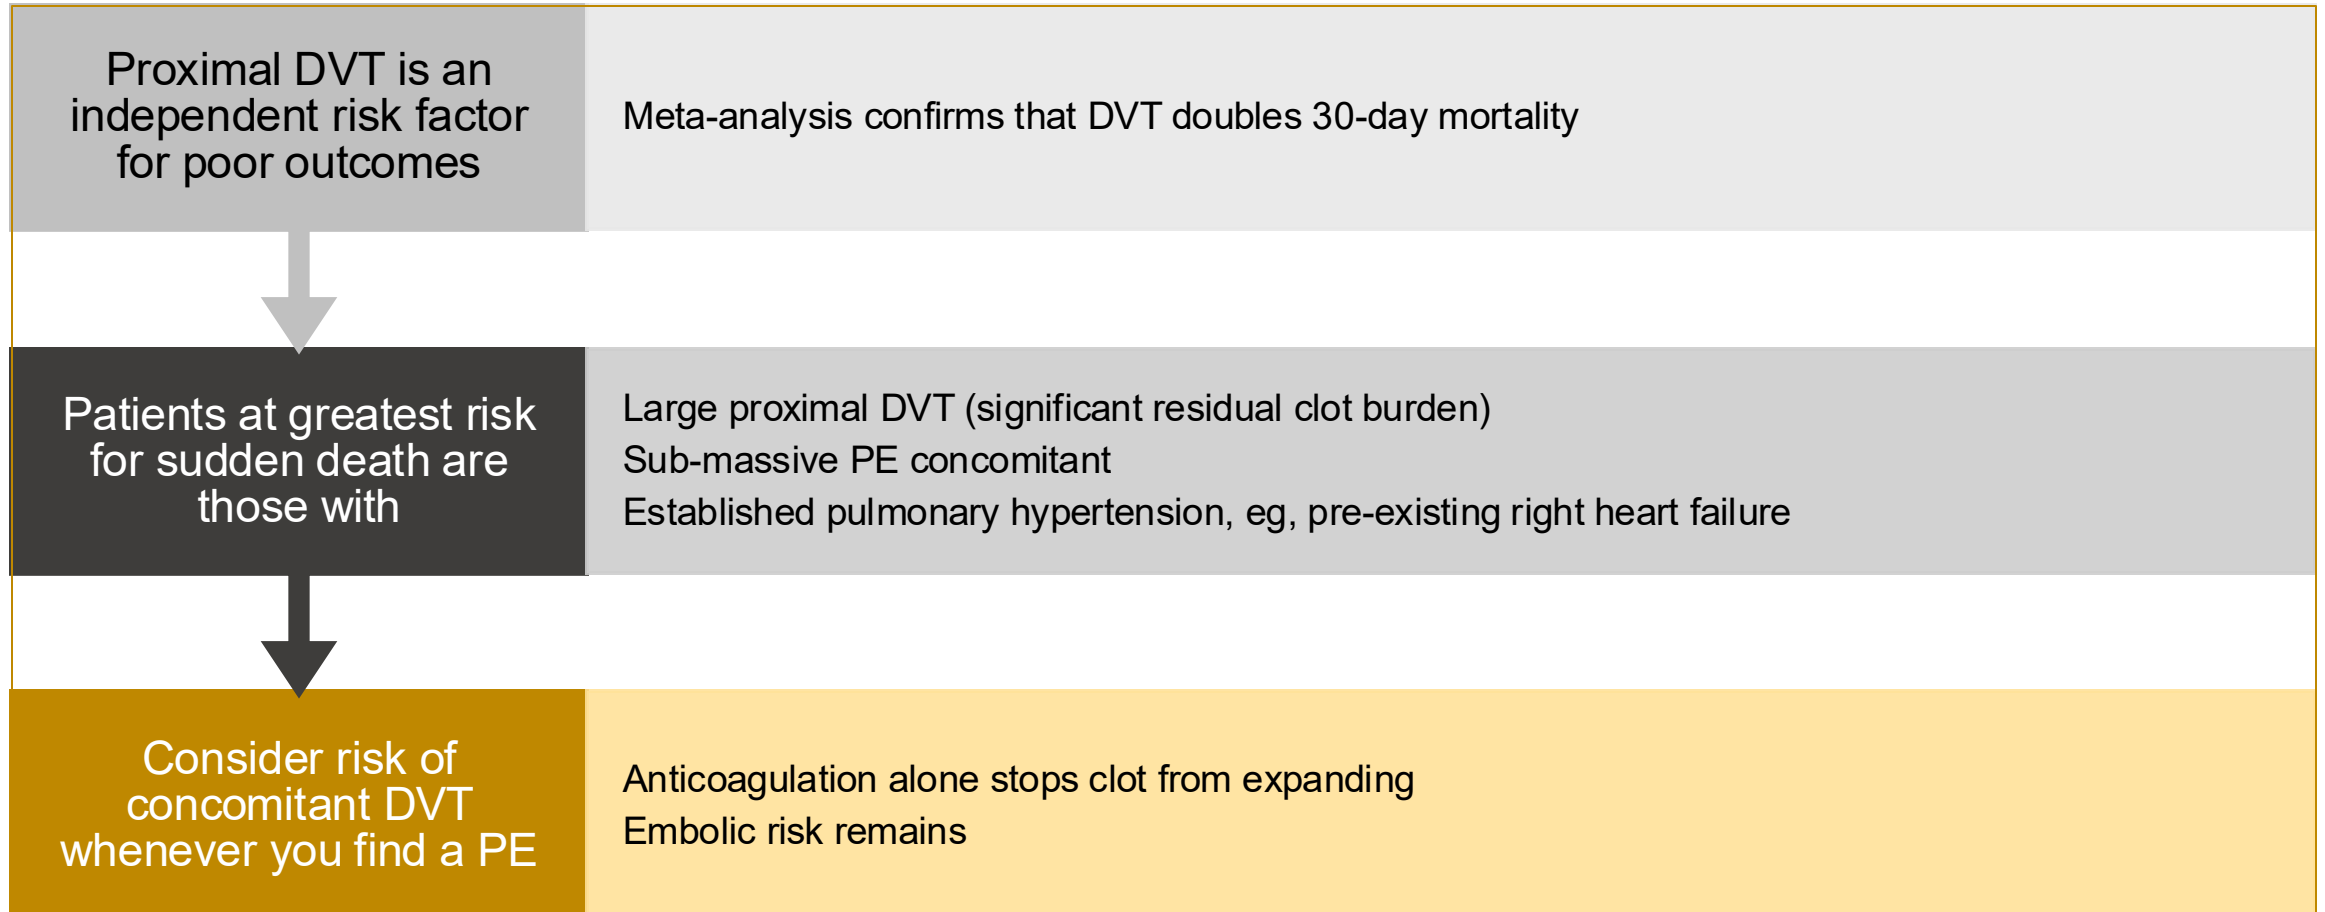 Proximal DVT is an
independent risk factor
for poor outcomes
Meta-analysis confirms that DVT doubles 30-day mortality
Patients at greatest risk
for sudden death are
those with
Large proximal DVT (significant residual clot burden)
Sub-massive PE concomitant
Established pulmonary hypertension, eg, pre-existing right heart failure
Consider risk of
concomitant DVT
whenever you find a PE
Anticoagulation alone stops clot from expanding
Embolic risk remains